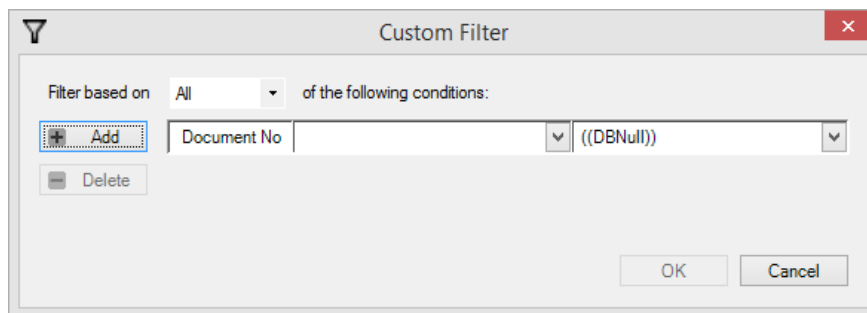 Custom Filter
Filter based on All of the following conditions:
Add Document No ((DBNull))
Delete
OK Cancel